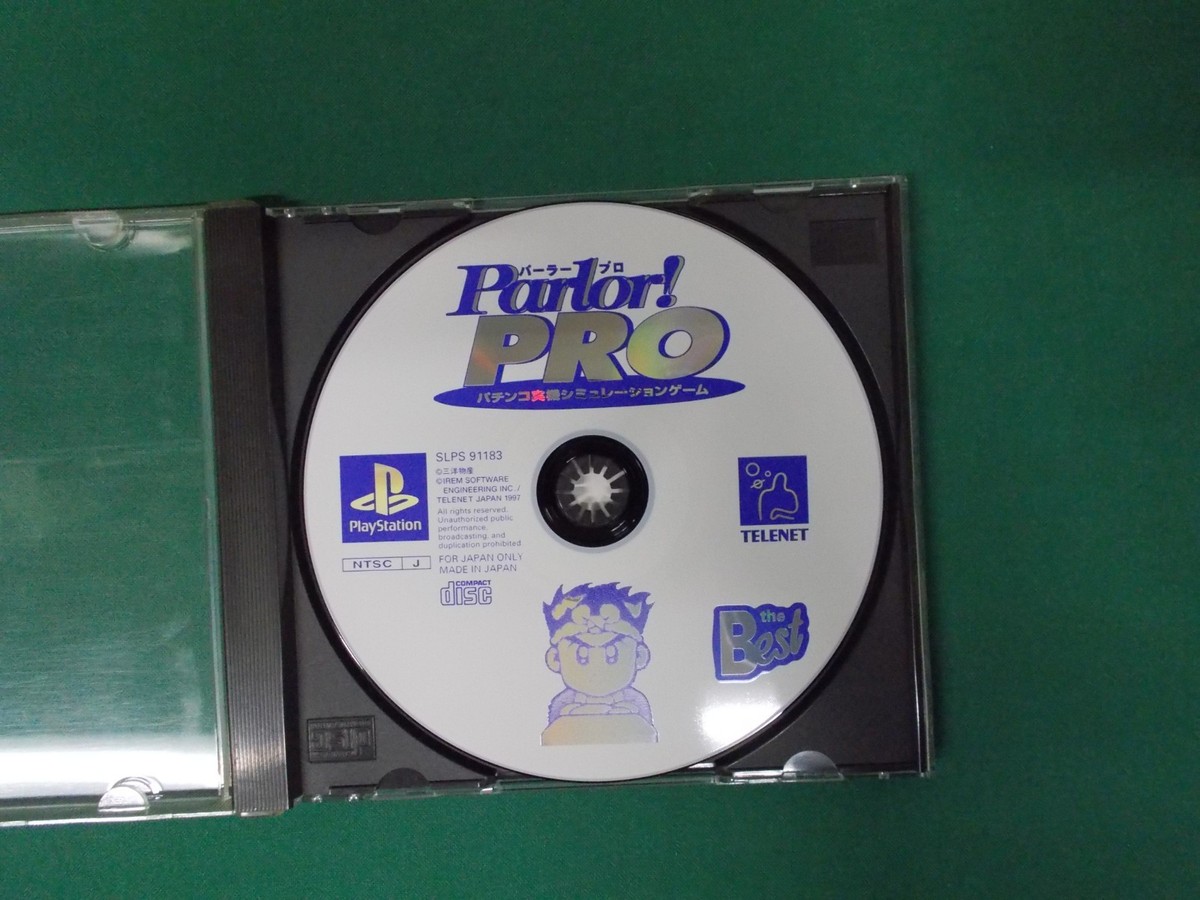 パーラー プロ
Parlor!
PRO
パチンコ実機シミュレーションゲーム
SLPS 91183
©三洋物産
©IREM SOFTWARE
ENGINEERING INC./
TELENET JAPAN 1997
All rights reserved.
Unauthorized public
performance,
broadcasting, and
duplication prohibited.
PlayStation
NTSC J
FOR JAPAN ONLY
MADE IN JAPAN
COMPACT
disc
TELENET
the
Best